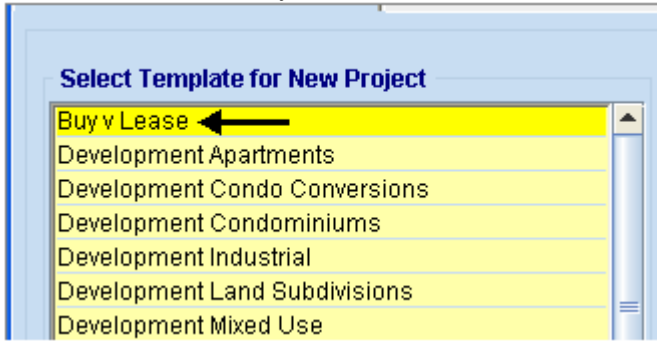 Select Template for New Project
Buy v Lease
Development Apartments
Development Condo Conversions
Development Condominiums
Development Industrial
Development Land Subdivisions
Development Mixed Use